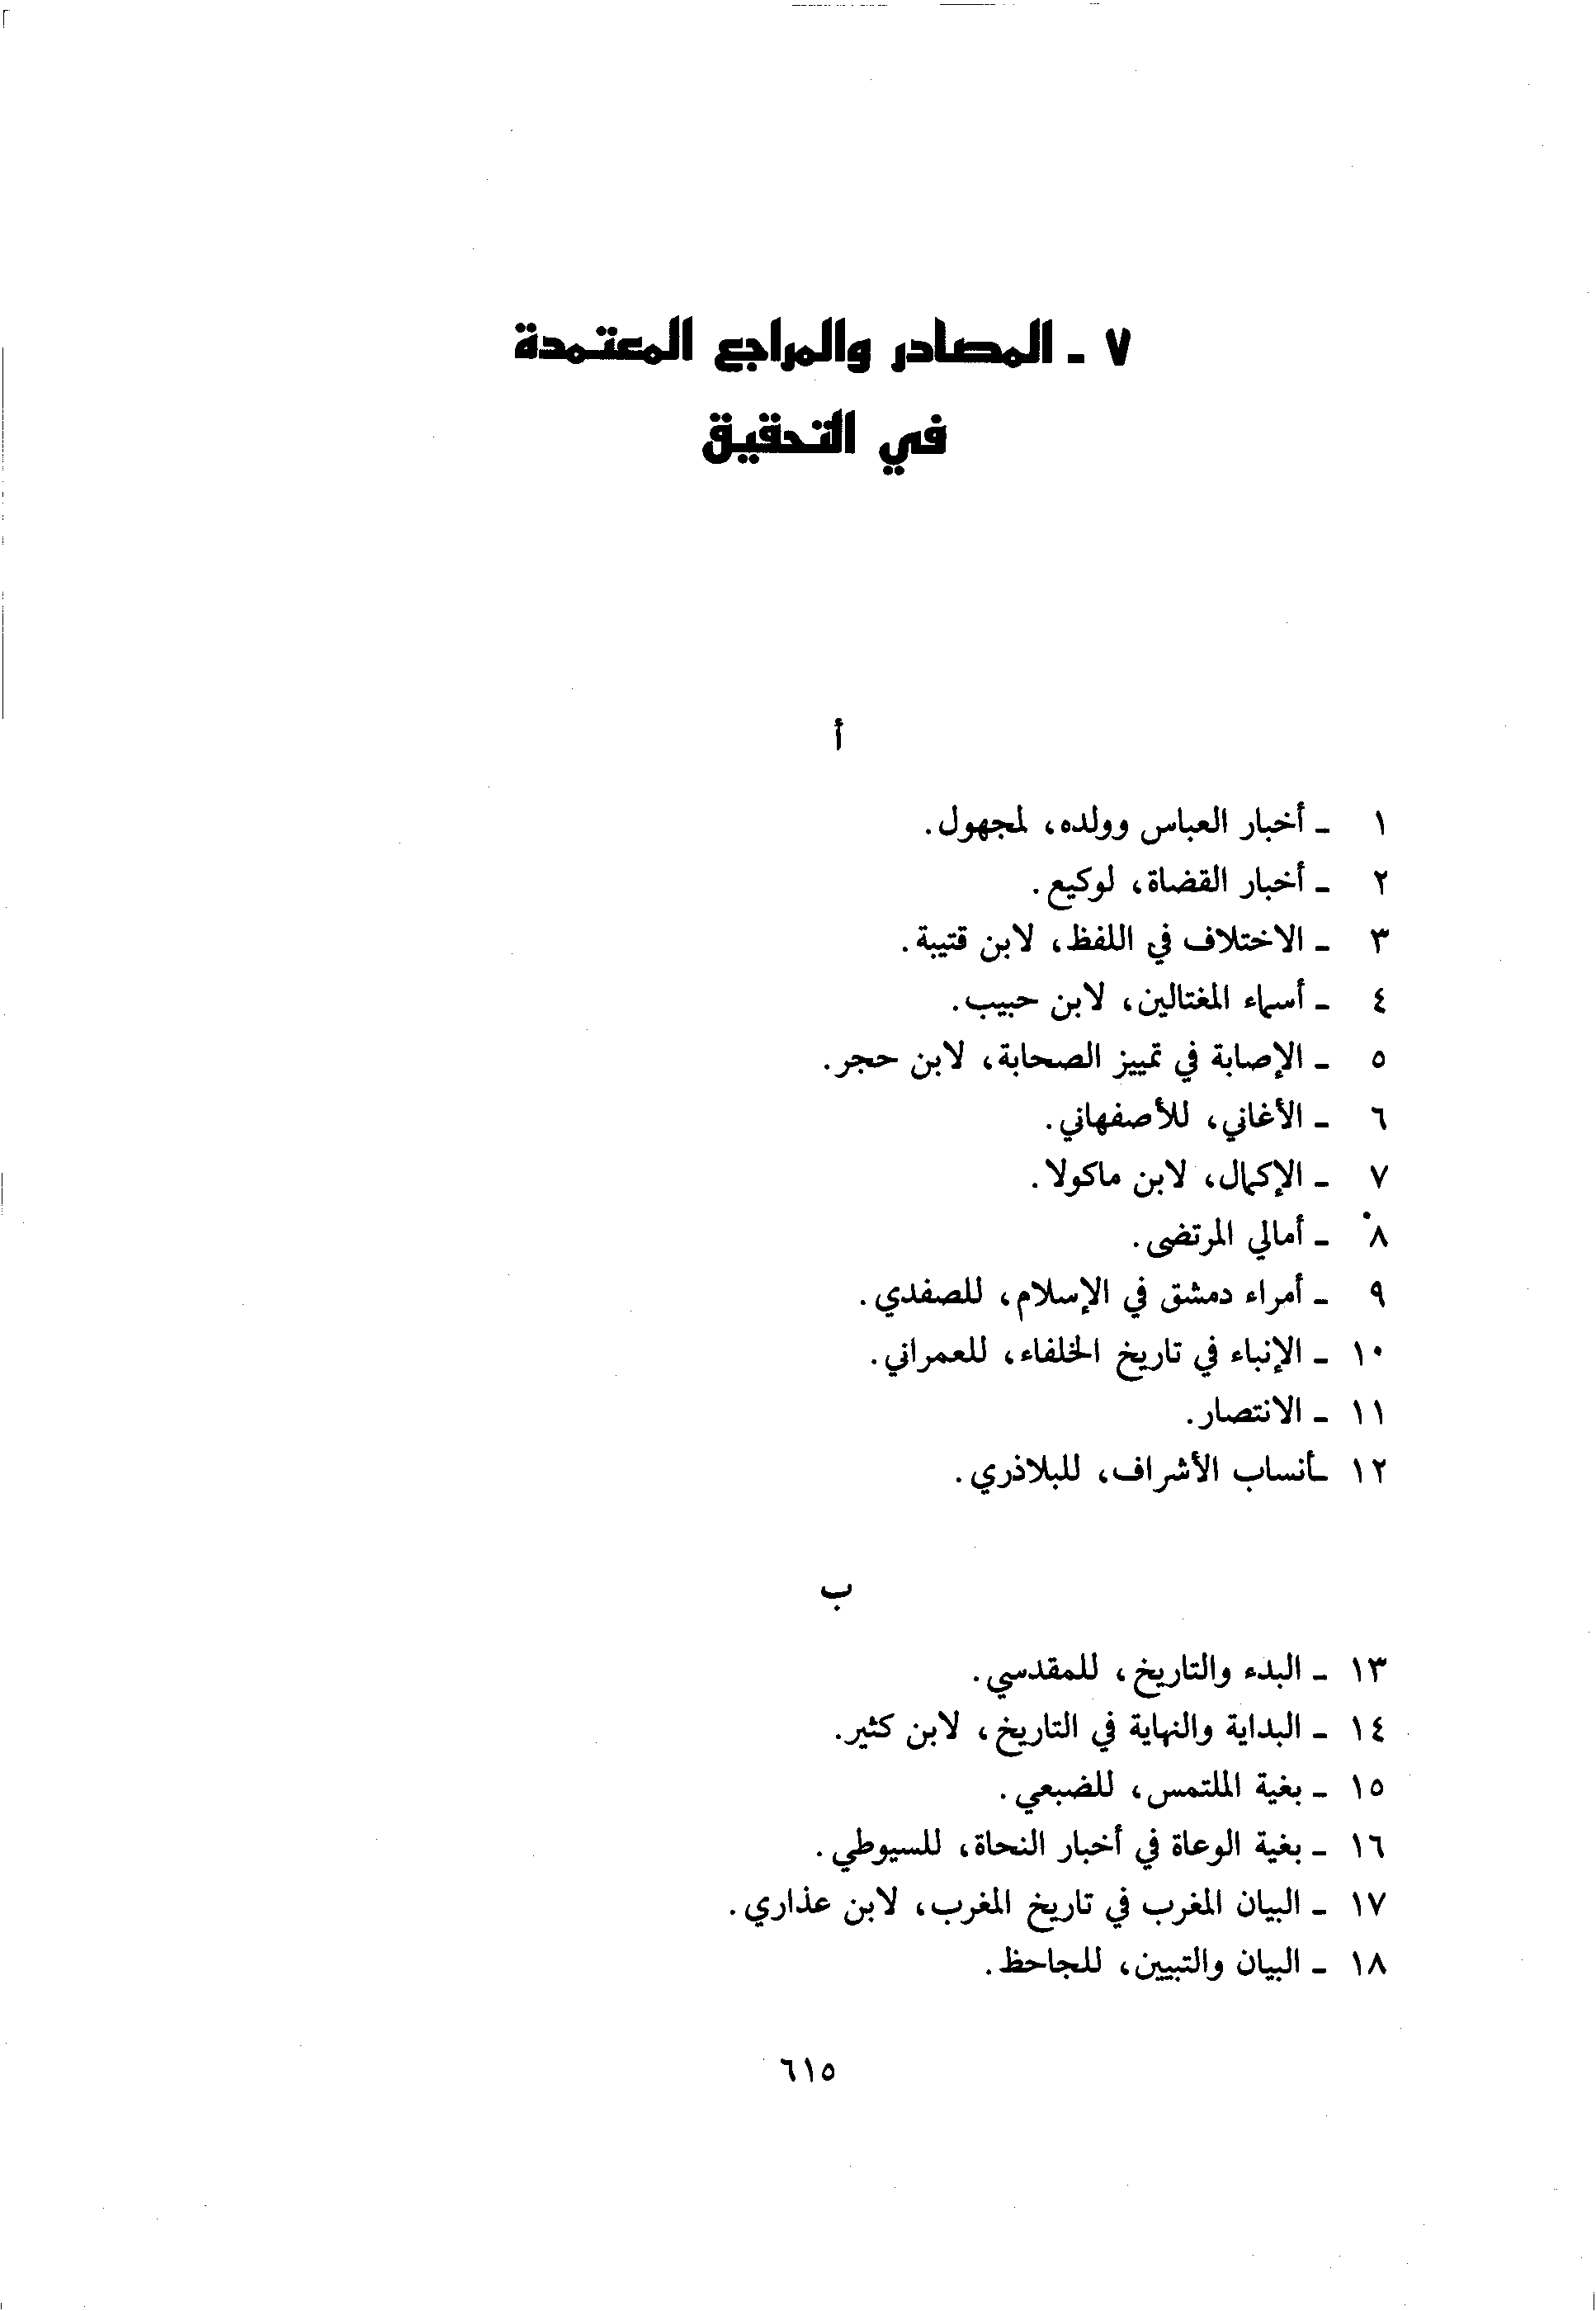 ٧ - المصادر والمراجع المعتمدة
في التحقيق
أ
١ - أخبار العباس وولده، لمجهول.
٢ - أخبار القضاة، لوكيع.
٣ - الاختلاف في اللفظ، لابن قتيبة.
٤ - أسماء المغتالين، لابن حبيب.
٥ - الإصابة في تمييز الصحابة، لابن حجر.
٦ - الأغاني، للأصفهاني.
٧ - الإكمال، لابن ماكولا.
٨ - أمالي المرتضى.
٩ - أمراء دمشق في الإسلام، للصفدي.
١٠ - الإنباء في تاريخ الخلفاء، للعمراني.
١١ - الانتصار.
١٢ - أنساب الأشراف، للبلاذري.
ب
١٣ - البدء والتاريخ، للمقدسي.
١٤ - البداية والنهاية في التاريخ، لابن كثير.
١٥ - بغية الملتمس، للضبعي.
١٦ - بغية الوعاة في أخبار النحاة، للسيوطي.
١٧ - البيان المغرب في تاريخ المغرب، لابن عذاري.
١٨ - البيان والتبيين، للجاحظ.
٦١٥